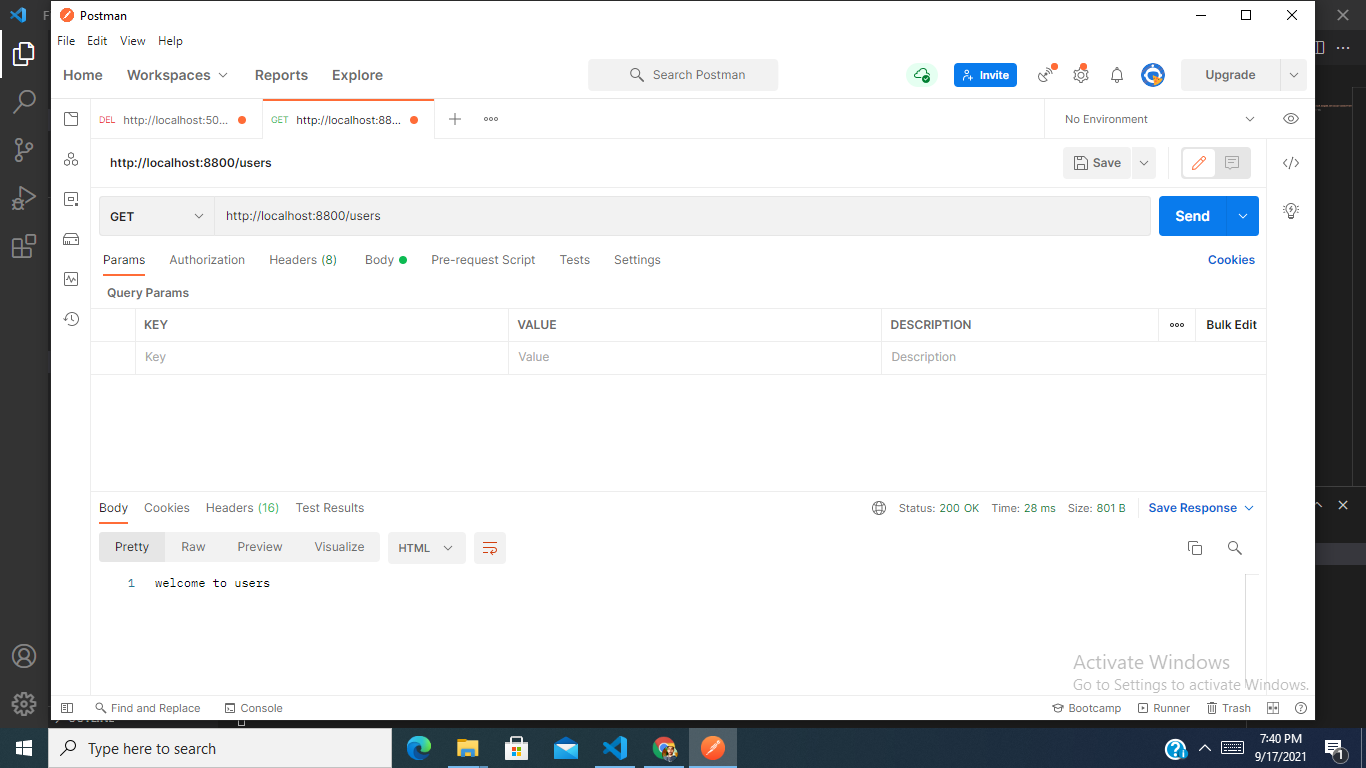 Postman
File Edit View Help
Home Workspaces Reports Explore Search Postman Invite Upgrade
DEL http://localhost:50... GET http://localhost:88... No Environment
http://localhost:8800/users Save
GET http://localhost:8800/users Send
Params Authorization Headers (8) Body Pre-request Script Tests Settings Cookies
Query Params
KEY VALUE DESCRIPTION Bulk Edit
Key Value Description
Body Cookies Headers (16) Test Results Status: 200 OK Time: 28 ms Size: 801 B Save Response
Pretty Raw Preview Visualize HTML
1 welcome to users
Activate Windows
Go to Settings to activate Windows.
Find and Replace Console Bootcamp Runner Trash
Type here to search
7:40 PM
9/17/2021
1